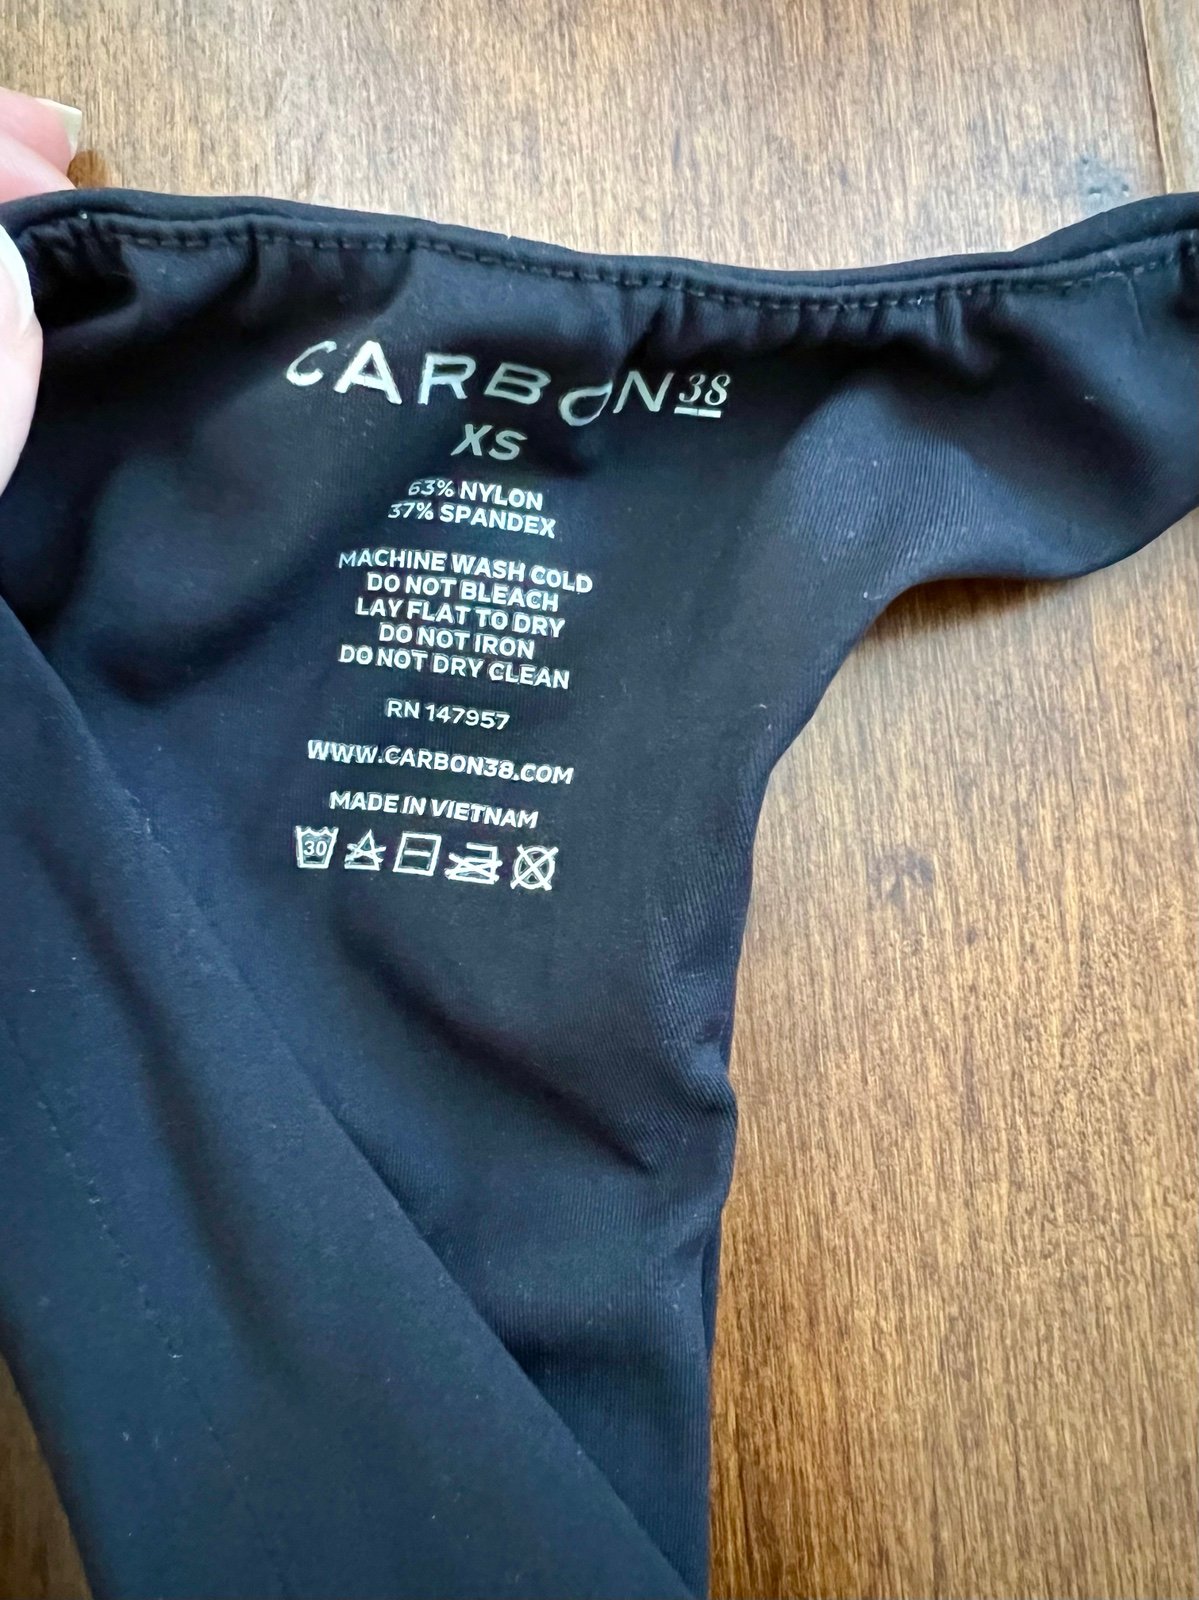 CARBON38
XS
63% NYLON
37% SPANDEX
MACHINE WASH COLD
DO NOT BLEACH
LAY FLAT TO DRY
DO NOT IRON
DO NOT DRY CLEAN
RN 147957
WWW.CARBON38.COM
MADE IN VIETNAM
30